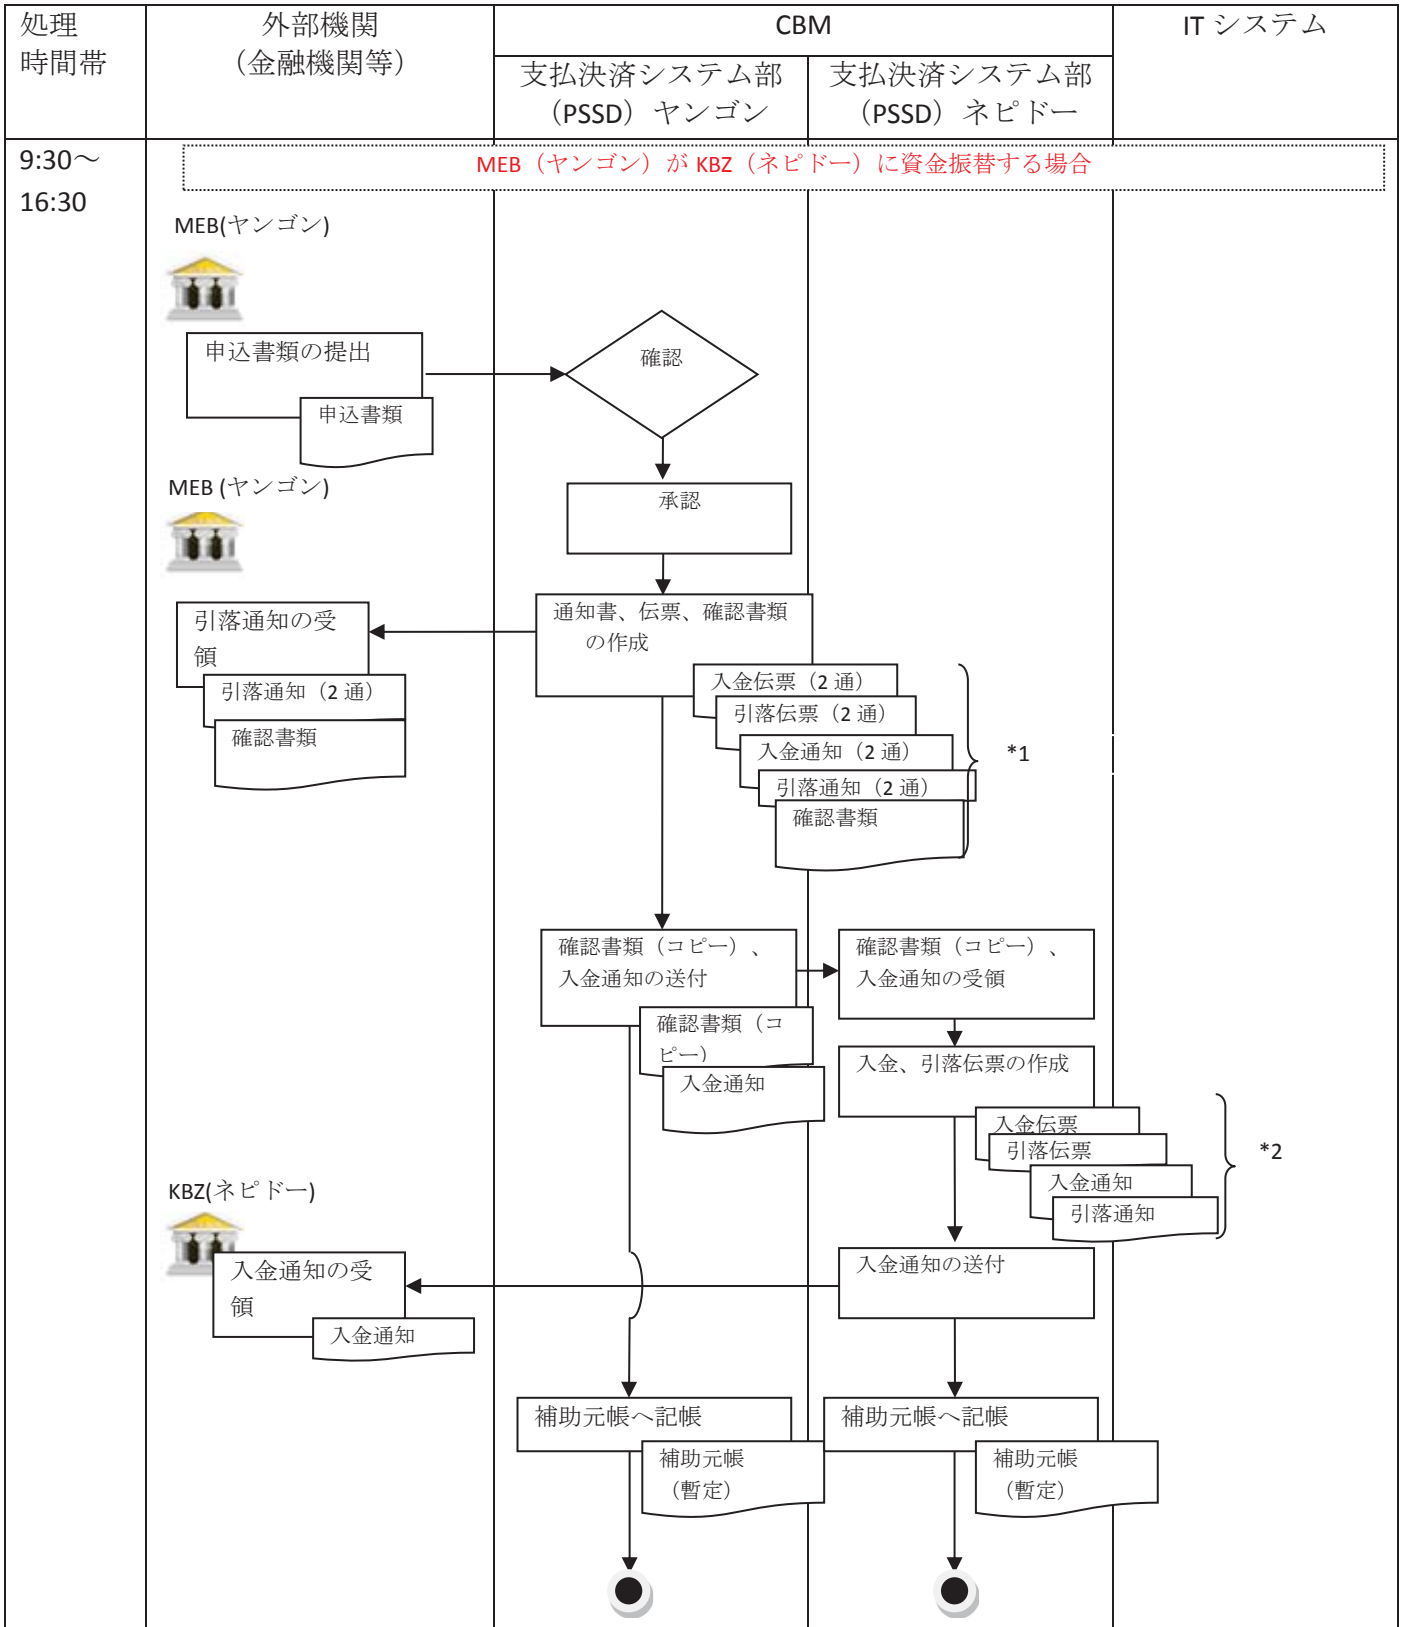 処理
時間帯
外部機関
（金融機関等）
CBM
IT システム
支払決済システム部
（PSSD）ヤンゴン
支払決済システム部
（PSSD）ネピドー
9:30～
16:30
MEB（ヤンゴン）が KBZ（ネピドー）に資金振替する場合
MEB(ヤンゴン)
申込書類の提出
申込書類
確認
MEB (ヤンゴン)
承認
引落通知の受
領
引落通知（2 通）
確認書類
通知書、伝票、確認書類
の作成
入金伝票（2 通）
引落伝票（2 通）
入金通知（2 通）
引落通知（2 通）
確認書類
*1
確認書類（コピー）、
入金通知の送付
確認書類（コ
ピー）
入金通知
確認書類（コピー）、
入金通知の受領
入金、引落伝票の作成
入金伝票
引落伝票
入金通知
引落通知
*2
KBZ(ネピドー)
入金通知の受
領
入金通知
入金通知の送付
補助元帳へ記帳
補助元帳
（暫定）
補助元帳へ記帳
補助元帳
（暫定）